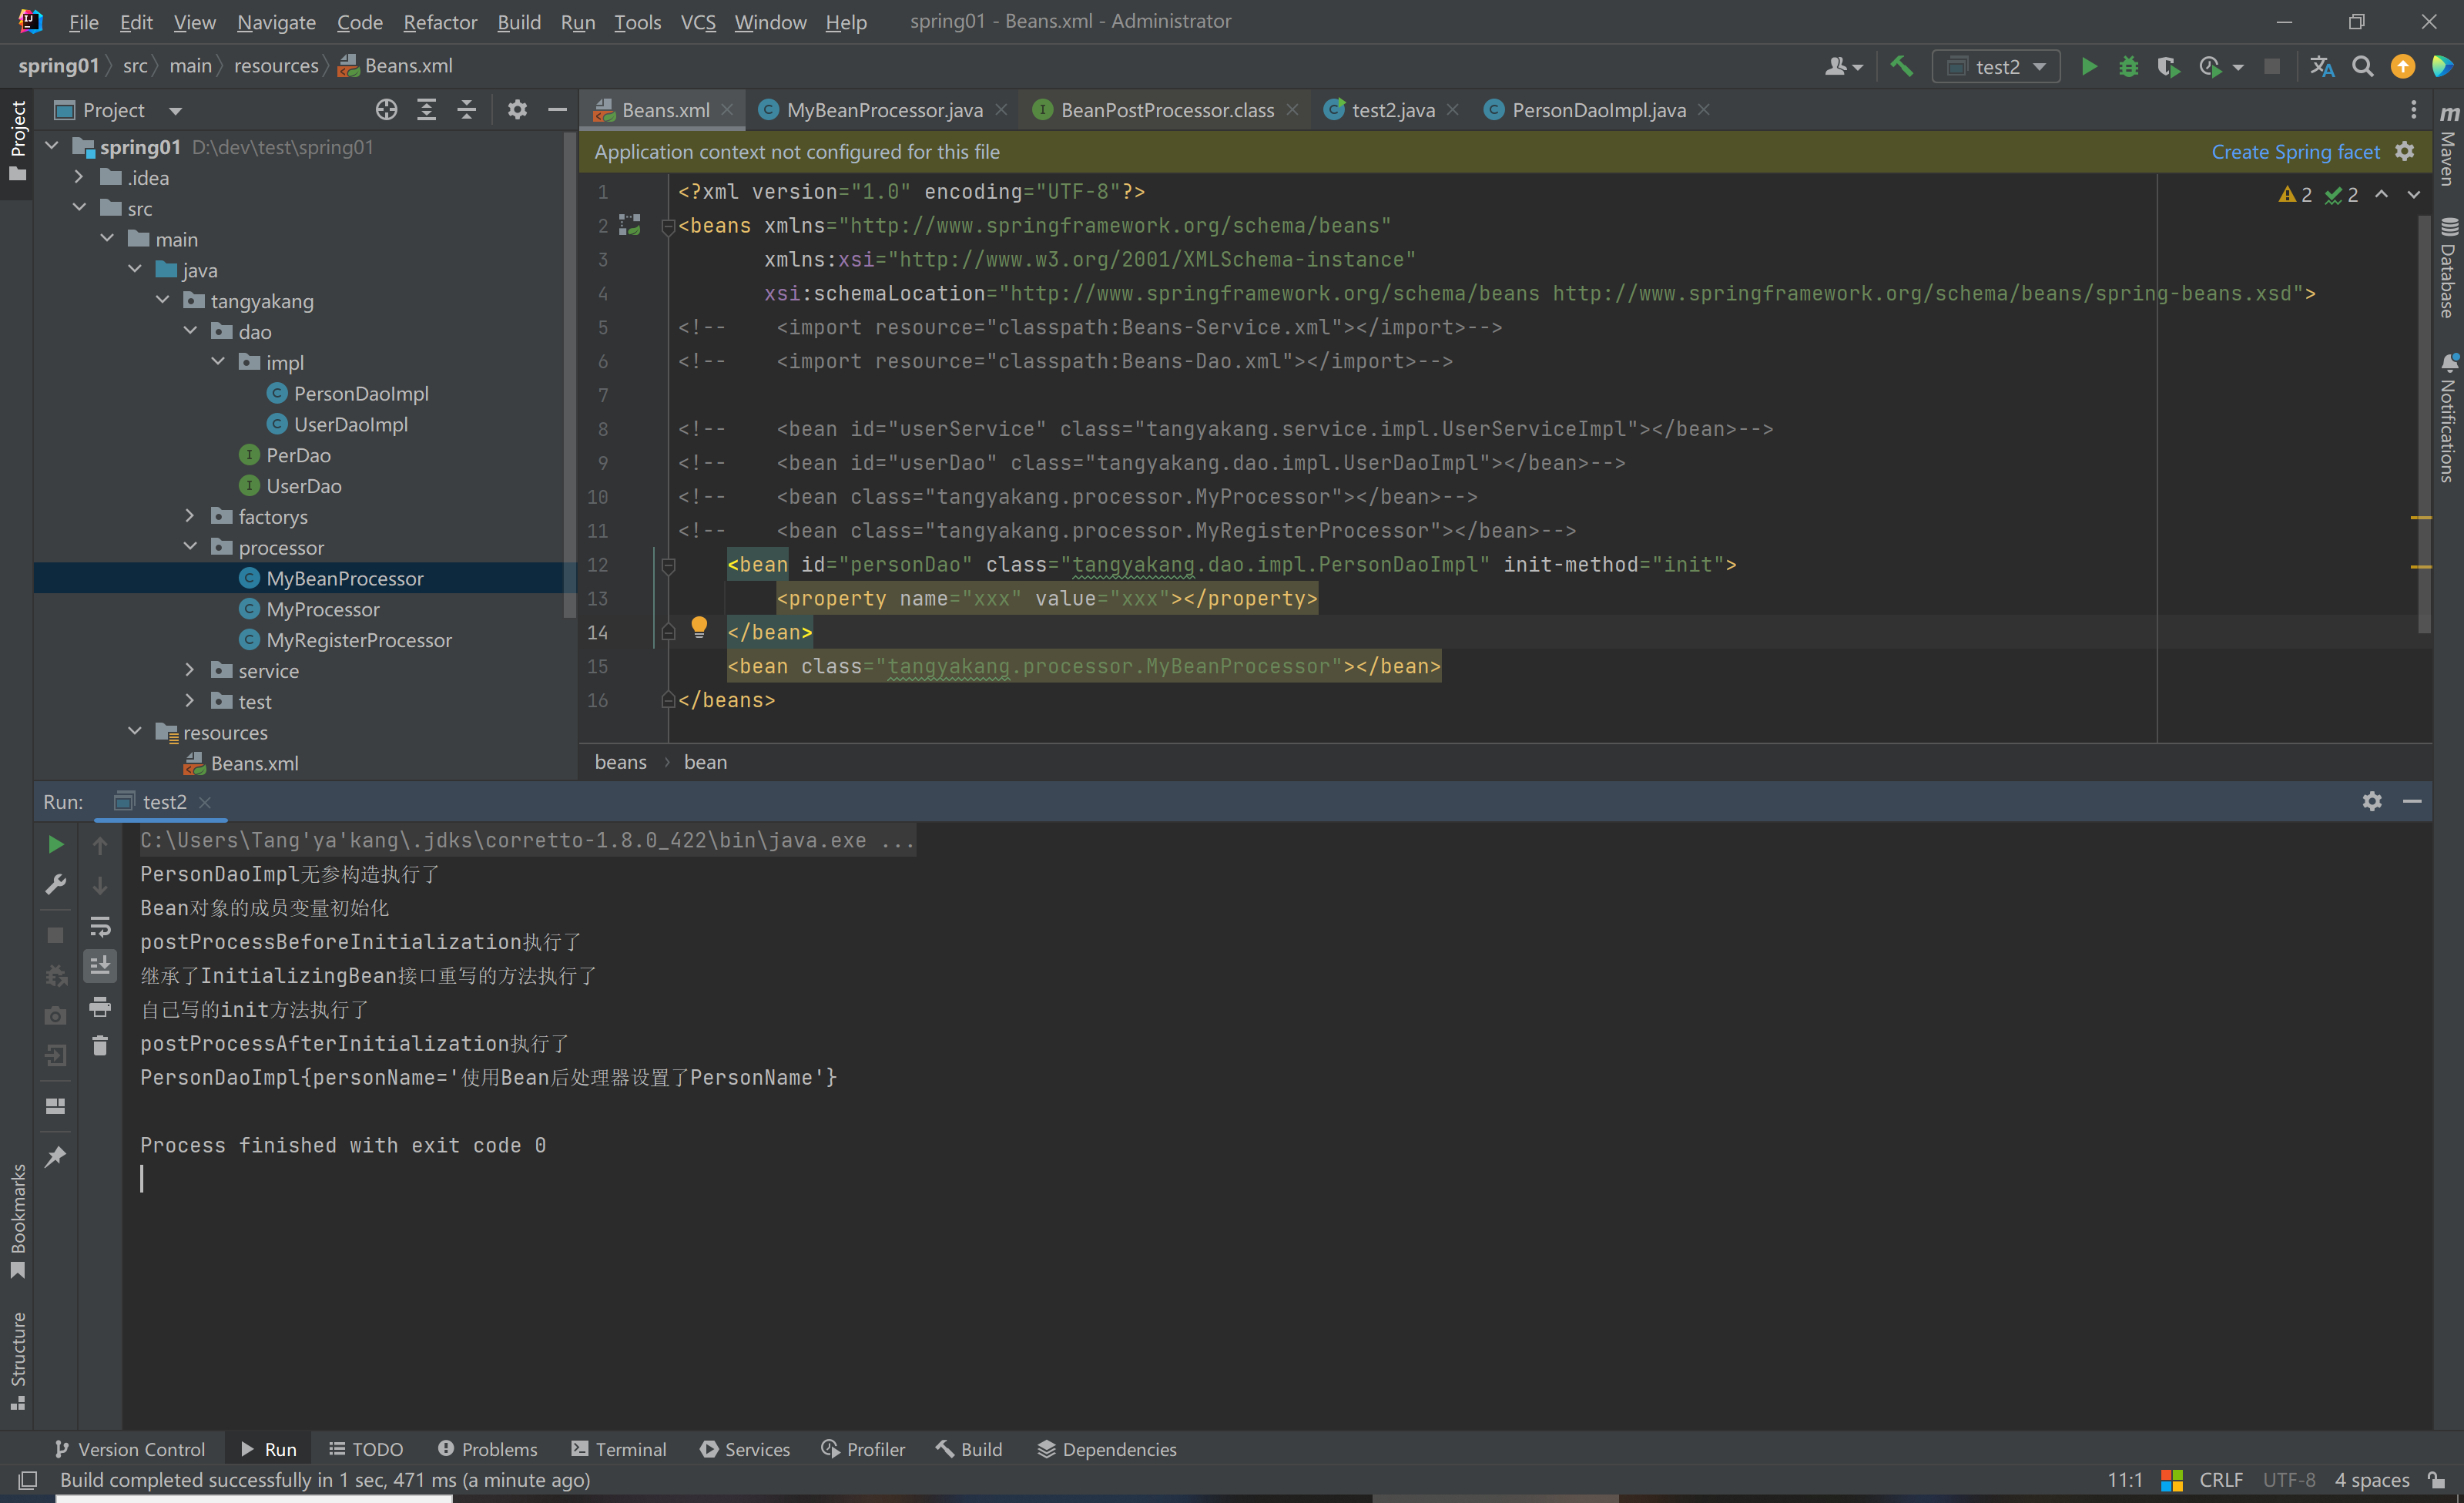 File Edit View Navigate Code Refactor Build Run Tools VCS Window Help spring01 - Beans.xml - Administrator
spring01 src main resources Beans.xml test2
Project
Beans.xml MyBeanProcessor.java BeanPostProcessor.class test2.java PersonDaoImpl.java
Application context not configured for this file Create Spring facet
2 2
Project
Bookmarks
Structure
Maven
Database
Notifications
spring01 D:\dev\test\spring01
.idea
src
main
java
tangyakang
dao
impl
PersonDaoImpl
UserDaoImpl
PerDao
UserDao
factorys
processor
MyBeanProcessor
MyProcessor
MyRegisterProcessor
service
test
resources
Beans.xml
1 <?xml version="1.0" encoding="UTF-8"?>
2 <beans xmlns="http://www.springframework.org/schema/beans"
3 xmlns:xsi="http://www.w3.org/2001/XMLSchema-instance"
4 xsi:schemaLocation="http://www.springframework.org/schema/beans http://www.springframework.org/schema/beans/spring-beans.xsd">
5 <!-- <import resource="classpath:Beans-Service.xml"></import>-->
6 <!-- <import resource="classpath:Beans-Dao.xml"></import>-->
7
8 <!-- <bean id="userService" class="tangyakang.service.impl.UserServiceImpl"></bean>-->
9 <!-- <bean id="userDao" class="tangyakang.dao.impl.UserDaoImpl"></bean>-->
10 <!-- <bean class="tangyakang.processor.MyProcessor"></bean>-->
11 <!-- <bean class="tangyakang.processor.MyRegisterProcessor"></bean>-->
12 <bean id="personDao" class="tangyakang.dao.impl.PersonDaoImpl" init-method="init">
13 <property name="xxx" value="xxx"></property>
14 </bean>
15 <bean class="tangyakang.processor.MyBeanProcessor"></bean>
16 </beans>
beans › bean
Run: test2
C:\Users\Tang'ya'kang\.jdks\corretto-1.8.0_422\bin\java.exe ...
PersonDaoImpl无参构造执行了
Bean对象的成员变量初始化
postProcessBeforeInitialization执行了
继承了InitializingBean接口重写的方法执行了
自己写的init方法执行了
postProcessAfterInitialization执行了
PersonDaoImpl{personName='使用Bean后处理器设置了PersonName'}
Process finished with exit code 0
Version Control Run TODO Problems Terminal Services Profiler Build Dependencies
Build completed successfully in 1 sec, 471 ms (a minute ago) 11:1 CRLF UTF-8 4 spaces